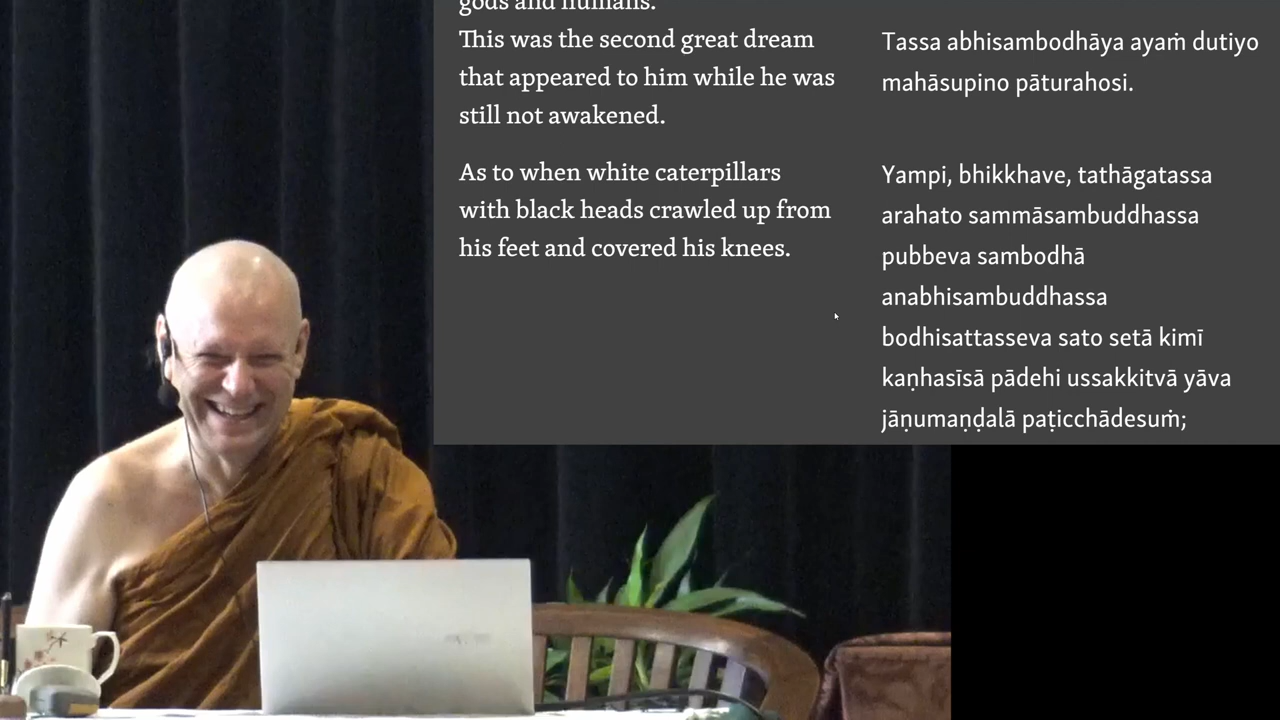 gods and humans.
This was the second great dream
that appeared to him while he was
still not awakened.
As to when white caterpillars
with black heads crawled up from
his feet and covered his knees.
Tassa abhisambodhāya ayaṁ dutiyo
mahāsupino pāturahosi.
Yampi, bhikkhave, tathāgatassa
arahato sammāsambuddhassa
pubbeva sambodhā
anabhisambuddhassa
bodhisattasseva sato setā kimī
kaṇhasīsā pādehi ussakkitvā yāva
jāṇumaṇḍalā paṭicchādesuṁ;